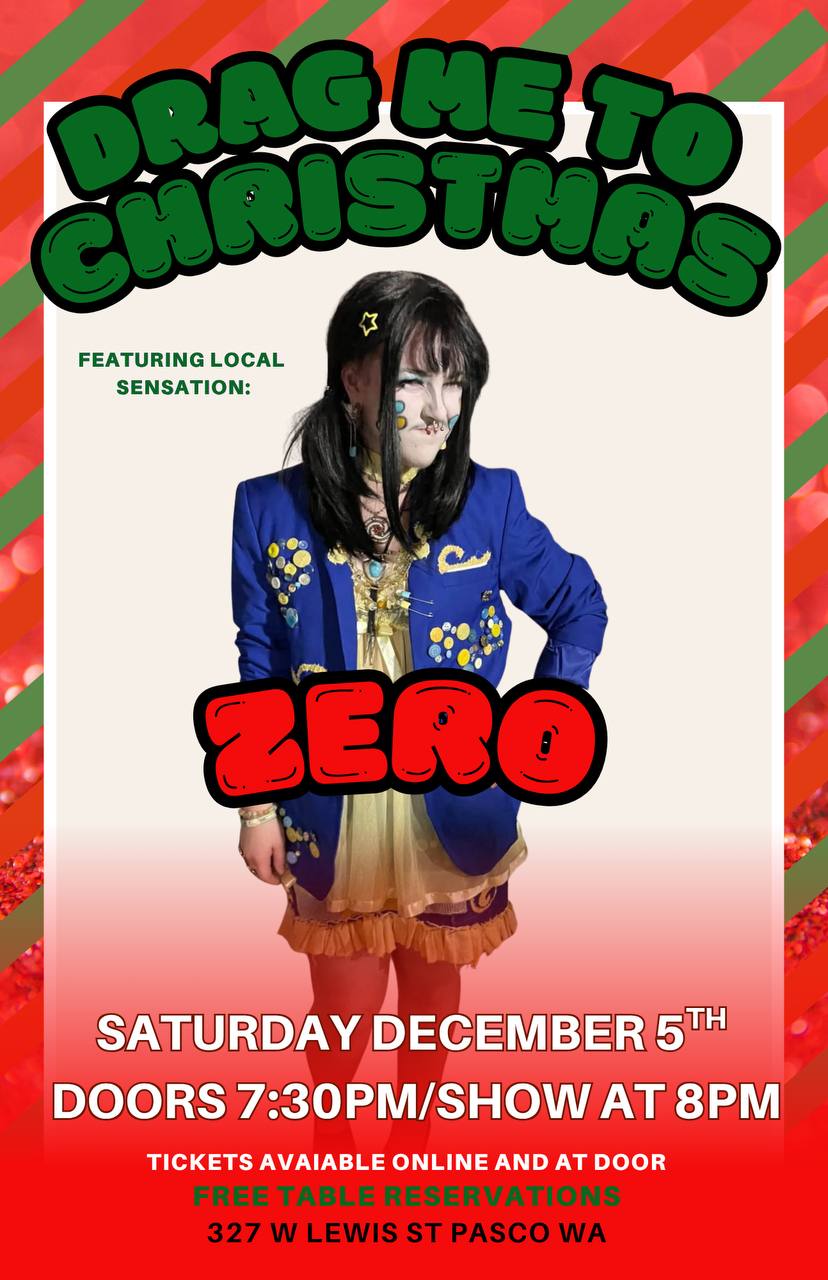 DRAG ME TO
CHRISTMAS
FEATURING LOCAL
SENSATION:
ZERO
SATURDAY DECEMBER 5TH
DOORS 7:30PM/SHOW AT 8PM
TICKETS AVAIABLE ONLINE AND AT DOOR
FREE TABLE RESERVATIONS
327 W LEWIS ST PASCO WA